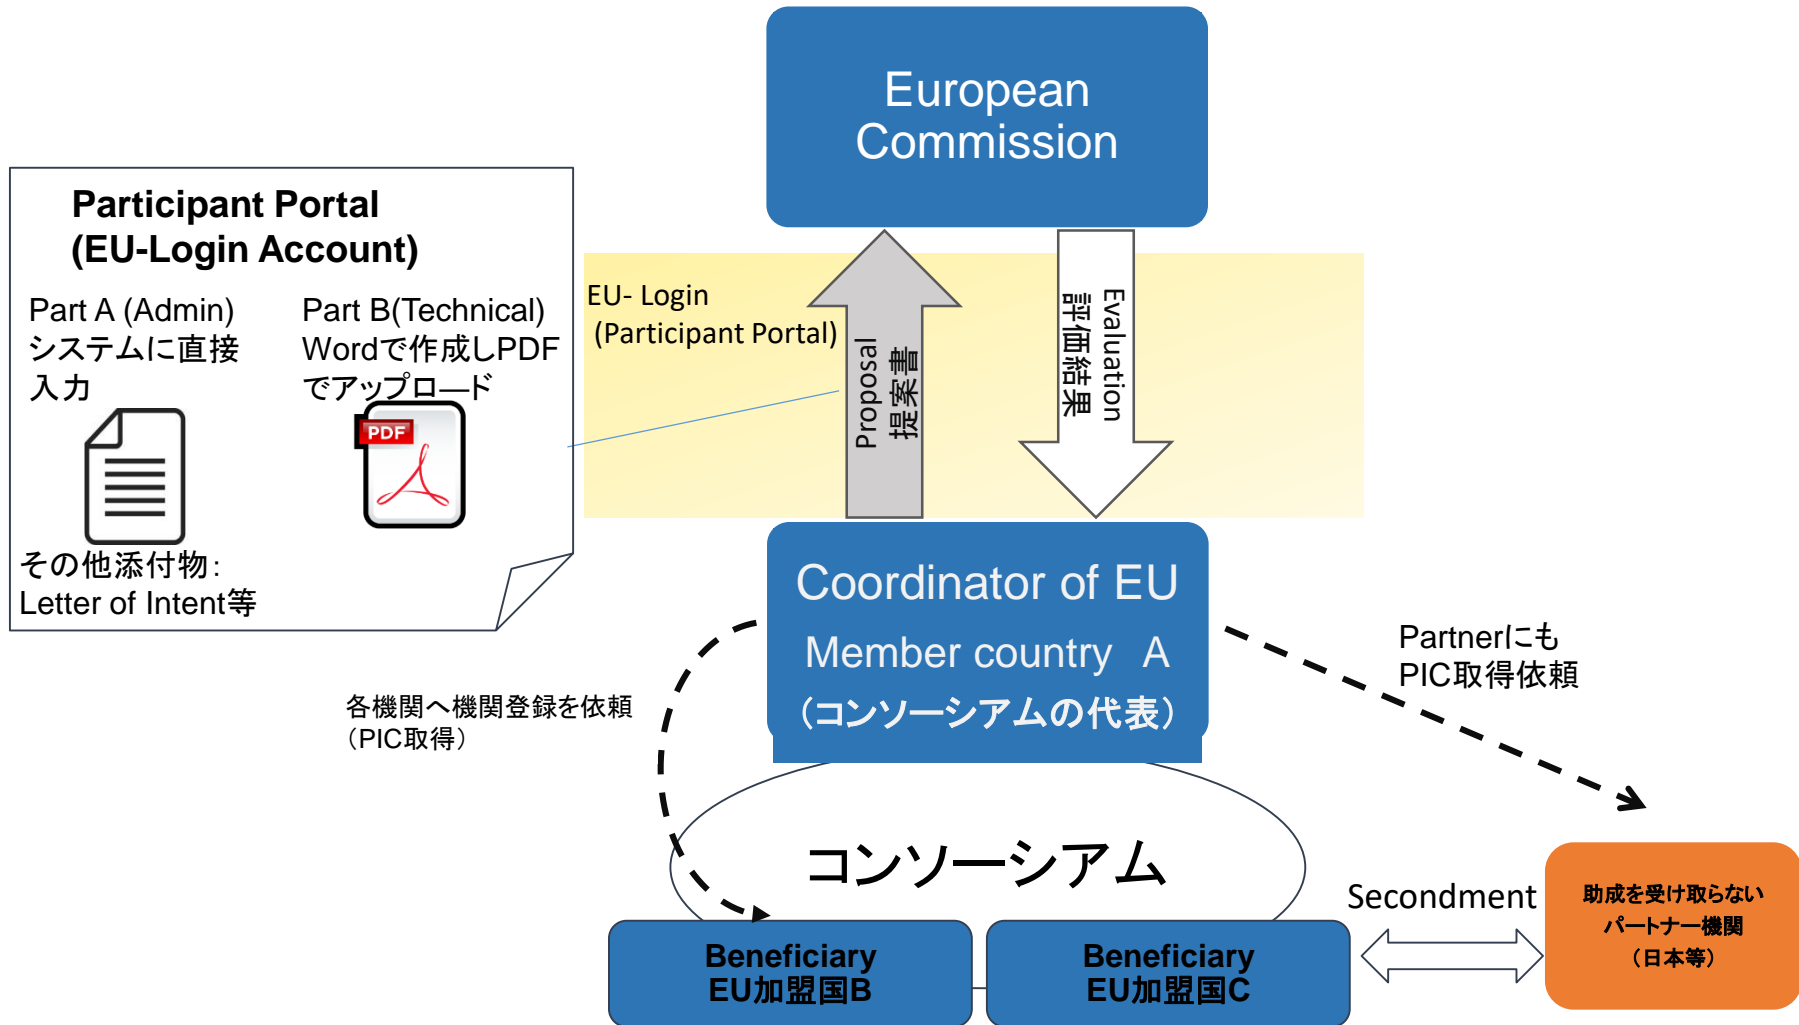 European
Commission
Participant Portal
(EU-Login Account)
Part A (Admin)
システムに直接
入力
Part B(Technical)
Wordで作成しPDF
でアップロード
PDF
その他添付物:
Letter of Intent等
EU- Login
(Participant Portal)
Proposal
提案書
Evaluation
評価結果
Coordinator of EU
Member country A
(コンソーシアムの代表)
Partnerにも
PIC取得依頼
各機関へ機関登録を依頼
(PIC取得)
コンソーシアム
Beneficiary
EU加盟国B
Beneficiary
EU加盟国C
Secondment
助成を受け取らない
パートナー機関
(日本等)